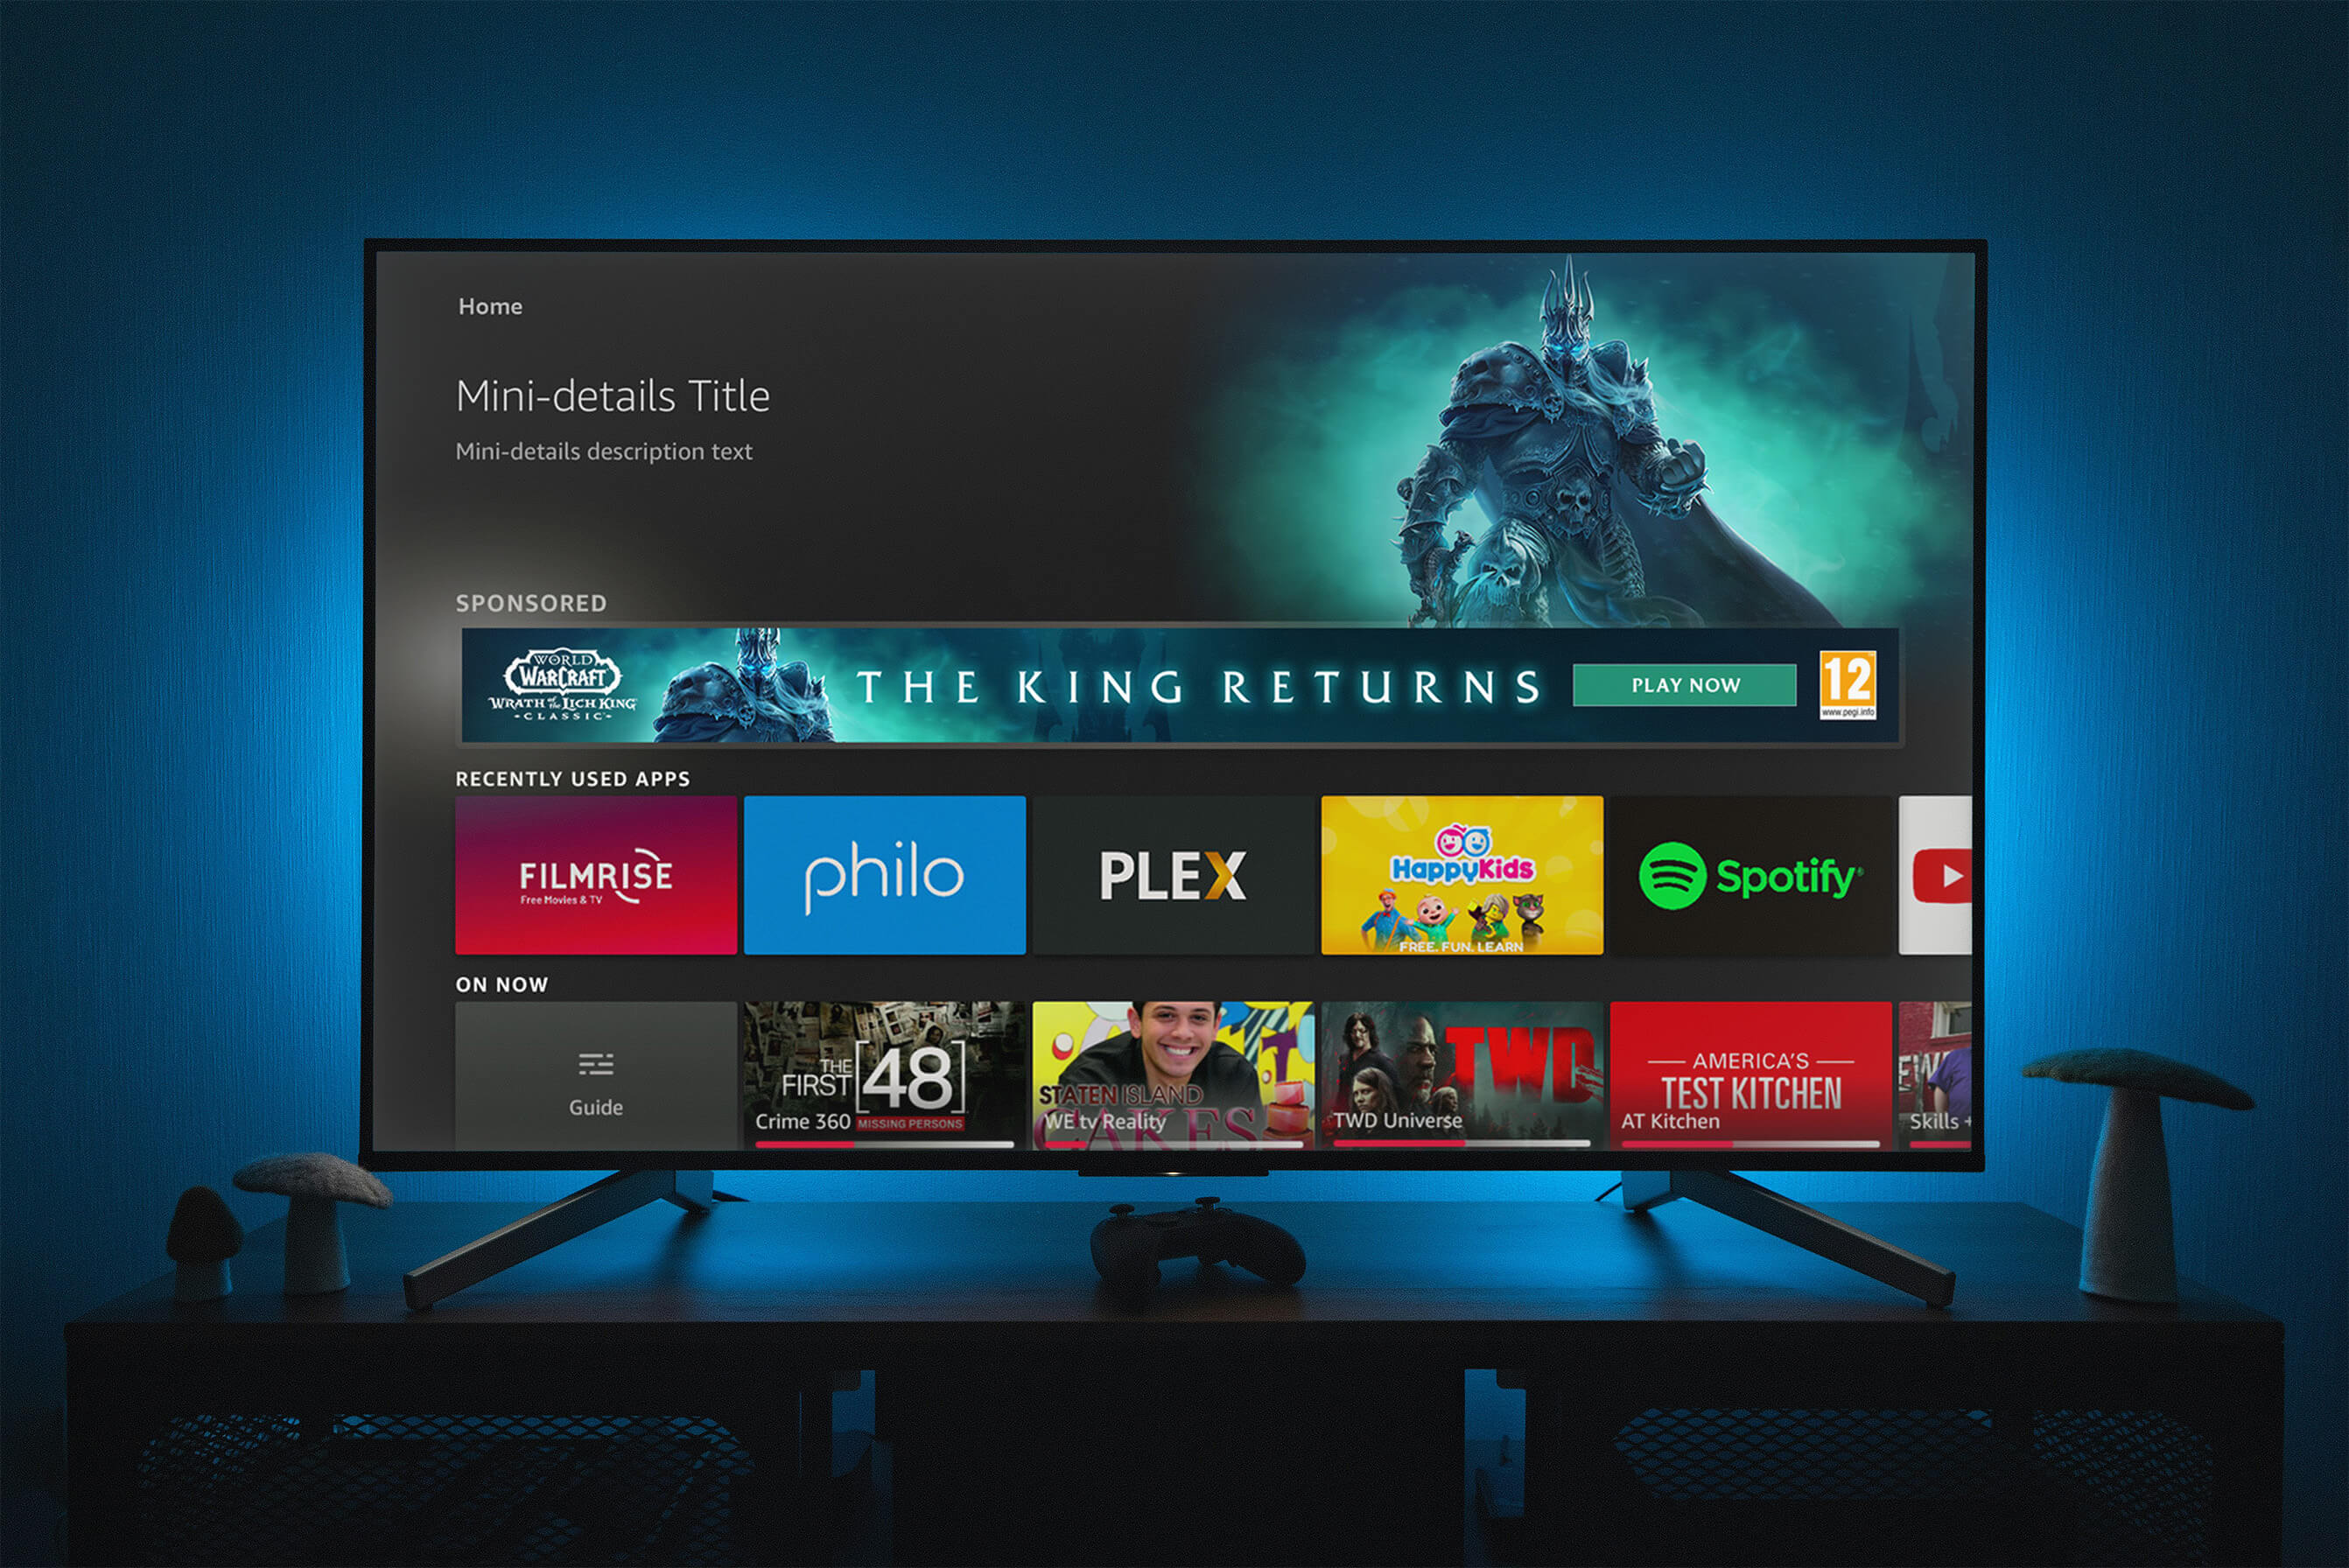 Home
Mini-details Title
Mini-details description text
SPONSORED
WORLD
WARCRAFT
WRATH of the LICH KING
CLASSIC
THE KING RETURNS
PLAY NOW
12
www.pegi.info
RECENTLY USED APPS
FILMRISE
Free Movies & TV
philo
PLEX
HappyKids
FREE. FUN. LEARN
Spotify
ON NOW
Guide
THE FIRST [48]
MISSING PERSONS
Crime 360
STATEN ISLAND
CAKES
WE tv Reality
TWD
TWD Universe
AMERICA'S
TEST KITCHEN
AT Kitchen
Skills +